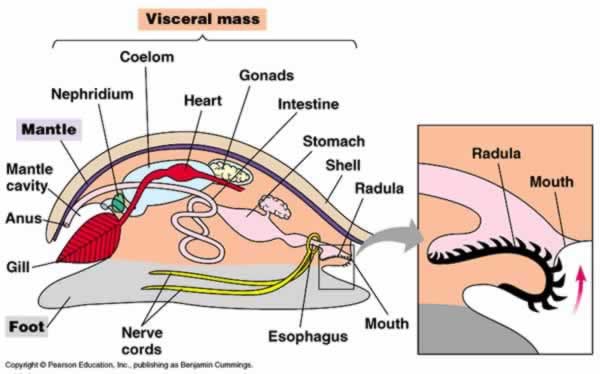 Visceral mass
Coelom
Gonads
Nephridium
Heart
Intestine
Mantle
Stomach
Mantle
cavity
Shell
Radula
Anus
Gill
Foot
Nerve
cords
Esophagus
Mouth
Radula
Mouth
Copyright © Pearson Education, Inc., publishing as Benjamin Cummings.